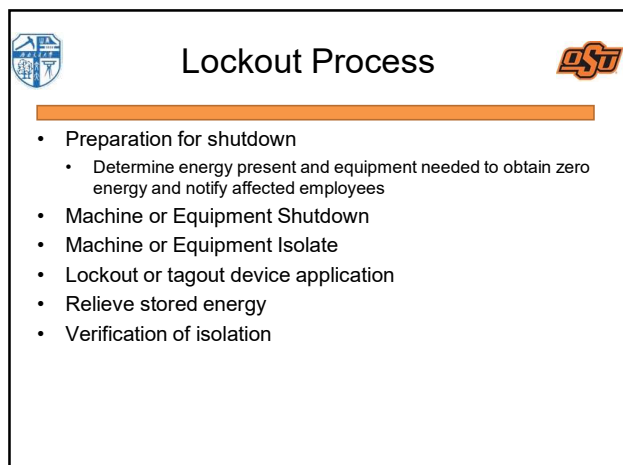 Lockout Process
OSU
• Preparation for shutdown
• Determine energy present and equipment needed to obtain zero
energy and notify affected employees
• Machine or Equipment Shutdown
• Machine or Equipment Isolate
• Lockout or tagout device application
• Relieve stored energy
• Verification of isolation